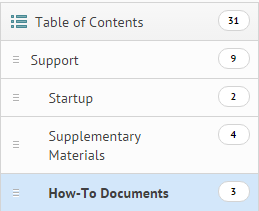 Table of Contents 31
Support 9
Startup 2
Supplementary 4
Materials
How-To Documents 3